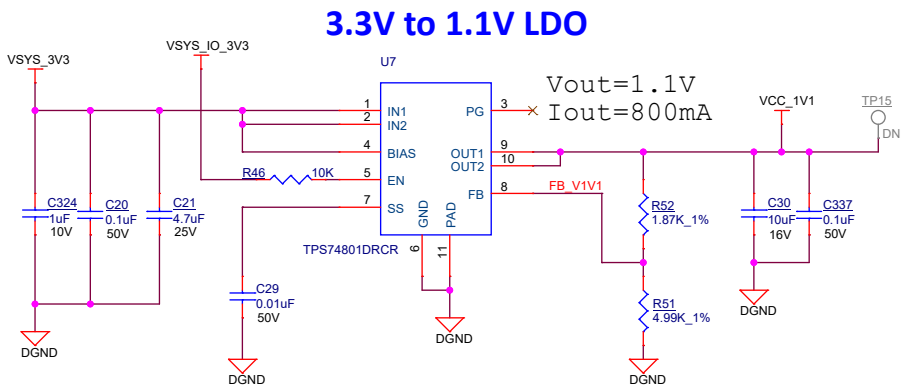 3.3V to 1.1V LDO
VSYS_3V3
VSYS_IO_3V3
U7
Vout=1.1V
Iout=800mA
VCC_1V1
TP15
DN
1
IN1
2
IN2
4
BIAS
R46
10K
5
EN
7
SS
PG
3
OUT1
9
OUT2
10
FB
8
FB_V1V1
GND
PAD
6
11
TPS74801DRCR
C324
1uF
10V
C20
0.1uF
50V
C21
4.7uF
25V
C29
0.01uF
50V
R52
1.87K_1%
R51
4.99K_1%
C30
10uF
16V
C337
0.1uF
50V
DGND
DGND
DGND
DGND
DGND